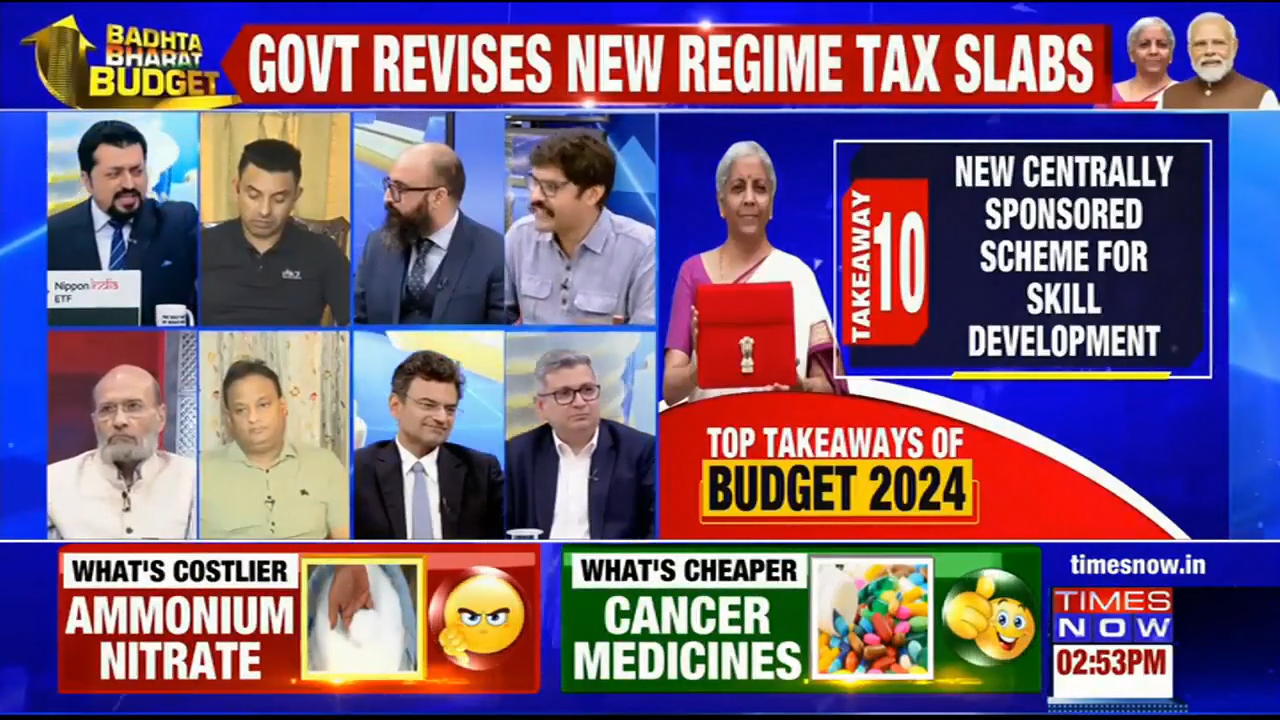 BADHTA
BHARAT
BUDGET
GOVT REVISES NEW REGIME TAX SLABS
Nippon india
ETF
TAKEAWAY
10
NEW CENTRALLY
SPONSORED
SCHEME FOR
SKILL
DEVELOPMENT
TOP TAKEAWAYS OF
BUDGET 2024
WHAT'S COSTLIER
AMMONIUM
NITRATE
WHAT'S CHEAPER
CANCER
MEDICINES
timesnow.in
TIMES
NOW
02:53PM